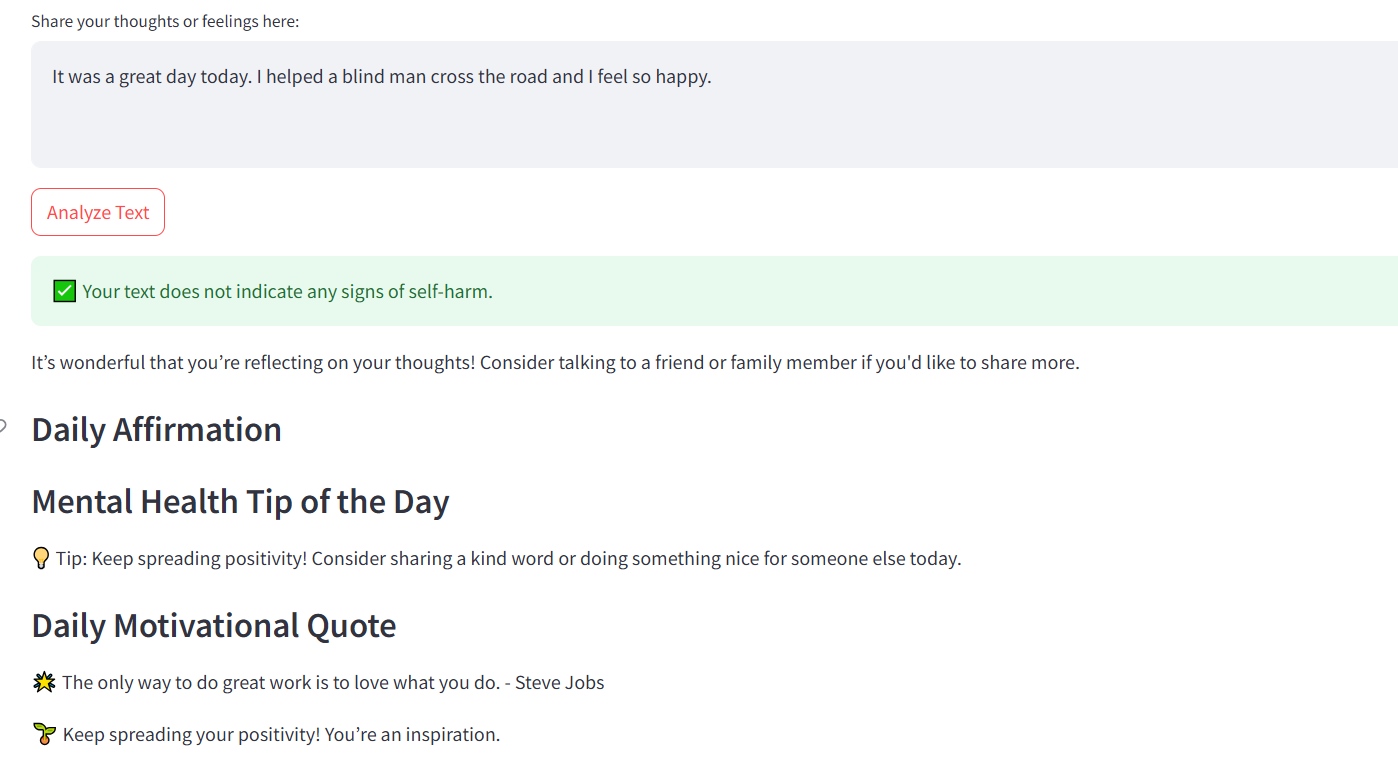 Share your thoughts or feelings here:
It was a great day today. I helped a blind man cross the road and I feel so happy.
Analyze Text
✅ Your text does not indicate any signs of self-harm.
It’s wonderful that you’re reflecting on your thoughts! Consider talking to a friend or family member if you'd like to share more.
Daily Affirmation
Mental Health Tip of the Day
💡 Tip: Keep spreading positivity! Consider sharing a kind word or doing something nice for someone else today.
Daily Motivational Quote
🌟 The only way to do great work is to love what you do. - Steve Jobs
🌱 Keep spreading your positivity! You’re an inspiration.